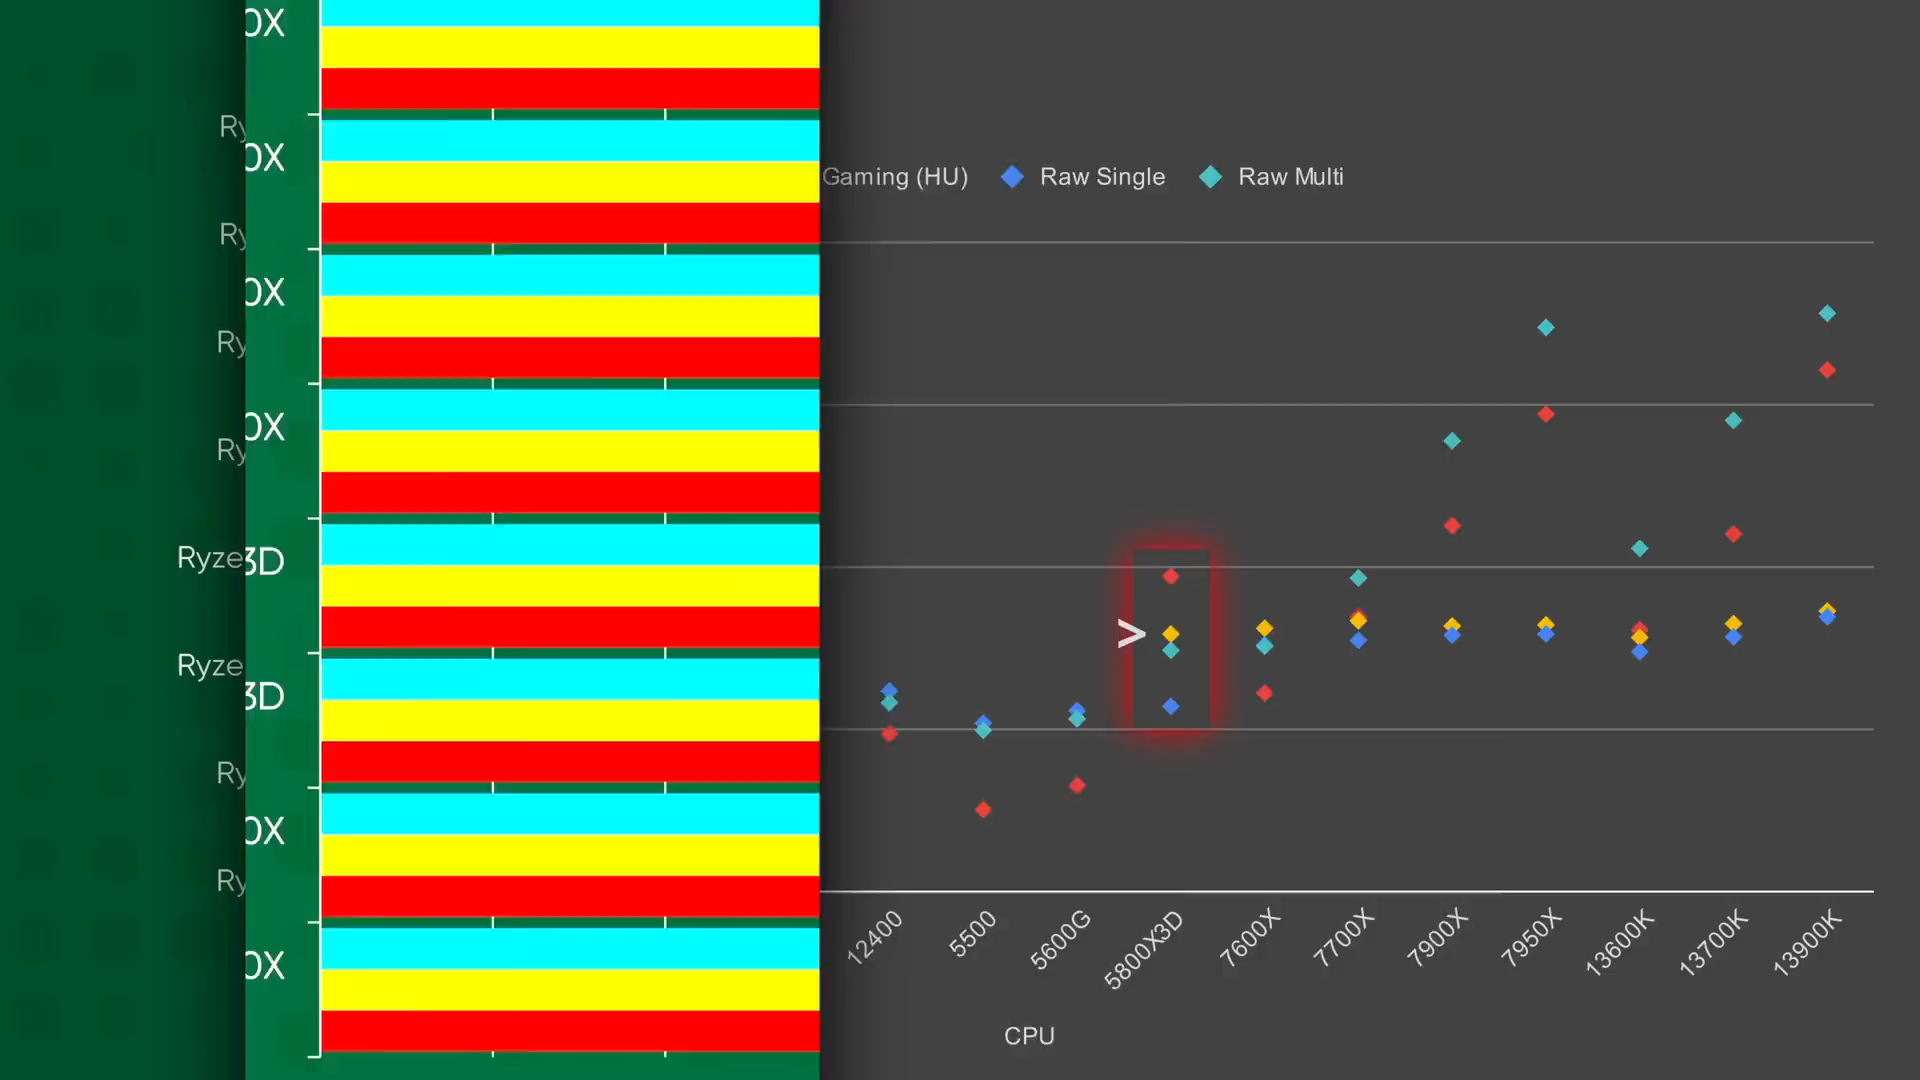 0X
Ry
0X
Ry
0X
Ry
0X
Ry
Ryze
3D
Ryze
3D
Ry
0X
Ry
0X
Gaming (HU) Raw Single Raw Multi
>
12400 5500 5600G 5800X3D 7600X 7700X 7900X 7950X 13600K 13700K 13900K
CPU